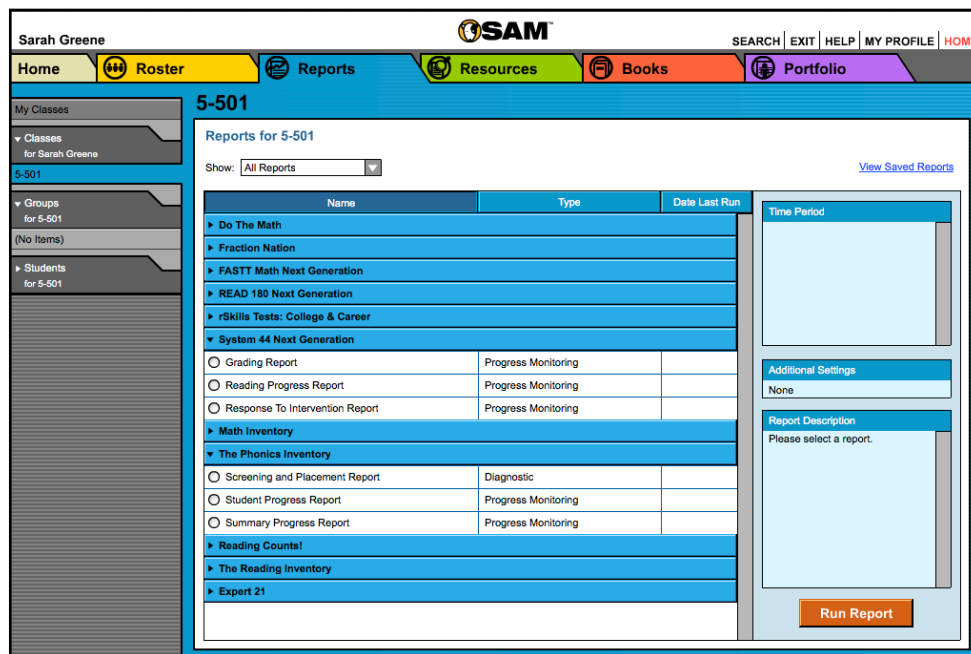 Sarah Greene
SAM™
SEARCH | EXIT | HELP | MY PROFILE | HOM
Home
Roster
Reports
Resources
Books
Portfolio
My Classes
Classes
for Sarah Greene
5-501
Groups
for 5-501
(No Items)
Students
for 5-501
5-501
Reports for 5-501
Show: All Reports
View Saved Reports
Name Type Date Last Run
Do The Math
Fraction Nation
FASTT Math Next Generation
READ 180 Next Generation
rSkills Tests: College & Career
System 44 Next Generation
Grading Report Progress Monitoring
Reading Progress Report Progress Monitoring
Response To Intervention Report Progress Monitoring
Math Inventory
The Phonics Inventory
Screening and Placement Report Diagnostic
Student Progress Report Progress Monitoring
Summary Progress Report Progress Monitoring
Reading Counts!
The Reading Inventory
Expert 21
Time Period
Additional Settings
None
Report Description
Please select a report.
Run Report